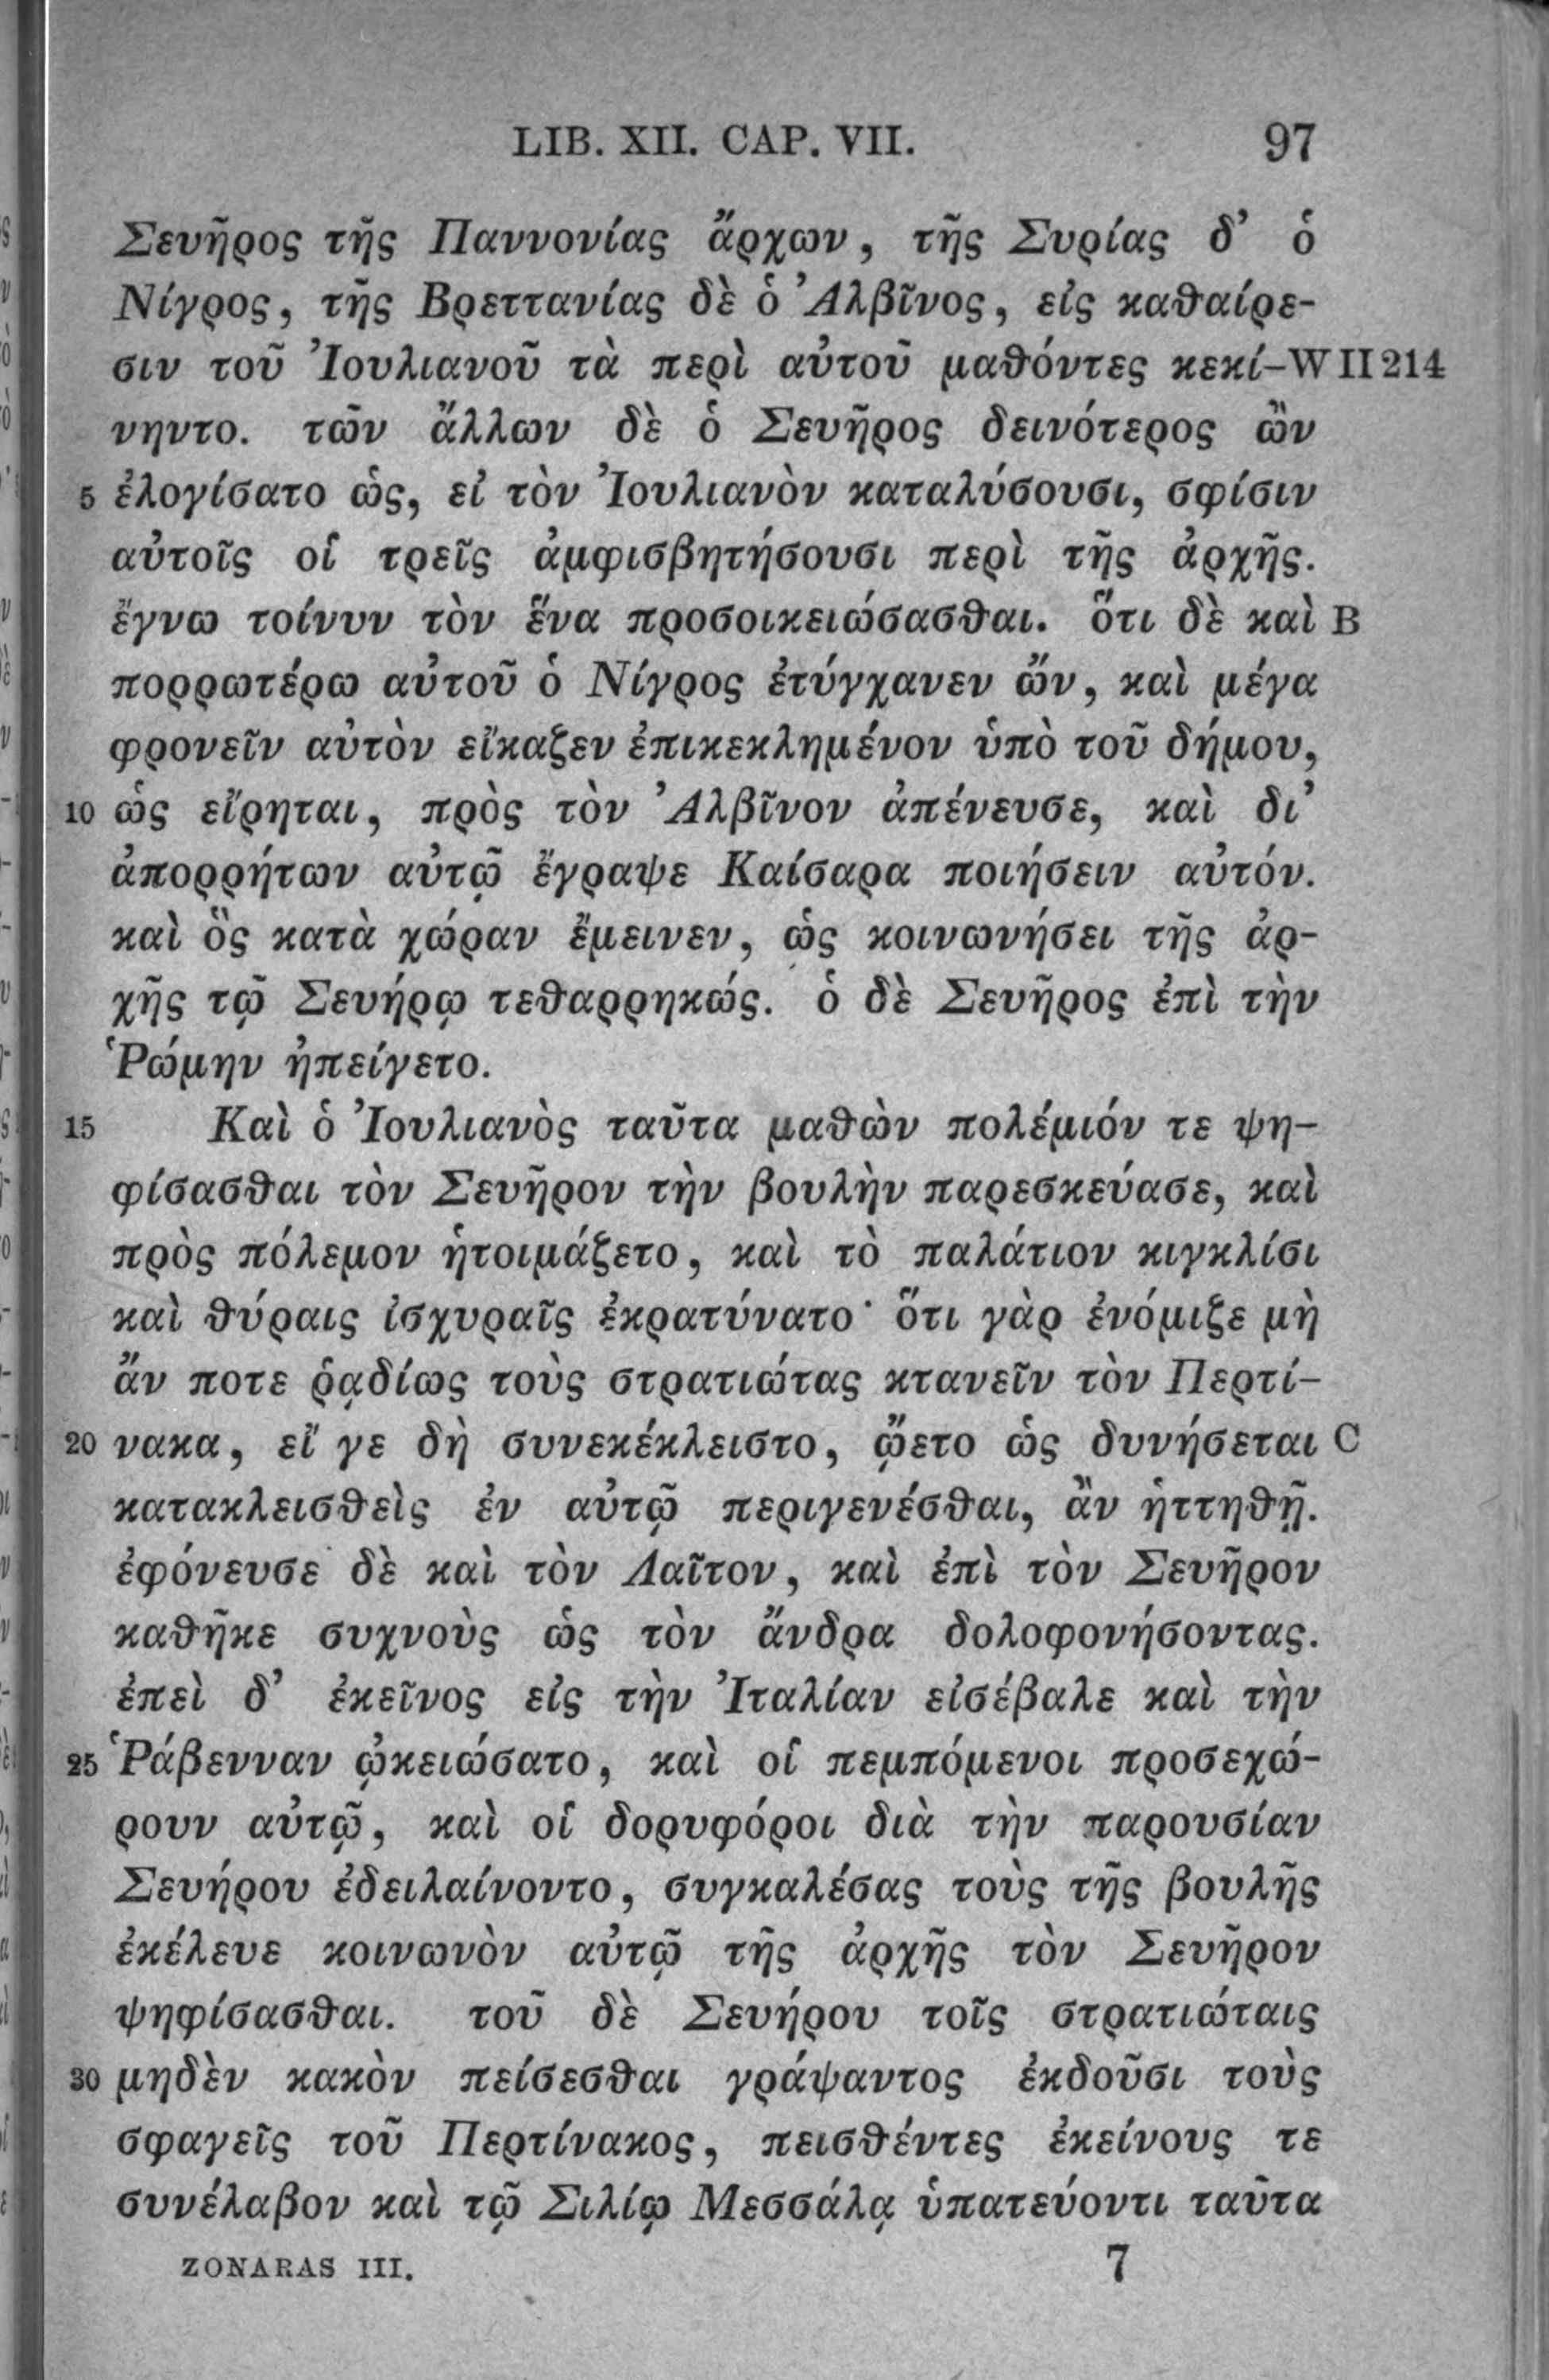 LIB. XII. CAP. VII. 97
Σευῆρος τῆς Παννονίας ἄρχων, τῆς Συρίας δ’ ὁ
Νίγρος, τῆς Βρεττανίας δὲ ὁ Ἀλβῖνος, εἰς καθαίρε-
σιν τοῦ Ἰουλιανοῦ τὰ περὶ αὐτοῦ μαθόντες κεκί- W II 214
νηντο. τῶν ἄλλων δὲ ὁ Σευῆρος δεινότερος ὢν
5 ἐλογίσατο ὡς, εἰ τὸν Ἰουλιανὸν καταλύσουσι, σφίσιν
αὐτοῖς οἱ τρεῖς ἀμφισβητήσουσι περὶ τῆς ἀρχῆς.
ἔγνω τοίνυν τὸν ἕνα προσοικειώσασθαι. ὅτι δὲ καὶ B
πορρωτέρω αὐτοῦ ὁ Νίγρος ἐτύγχανεν ὤν, καὶ μέγα
φρονεῖν αὐτὸν εἴκαζεν ἐπικεκλημένον ὑπὸ τοῦ δήμου,
10 ὡς εἴρηται, πρὸς τὸν Ἀλβῖνον ἀπένευσε, καὶ δι’
ἀπορρήτων αὐτῷ ἔγραψε Καίσαρα ποιήσειν αὐτόν.
καὶ ὃς κατὰ χώραν ἔμεινεν, ὡς κοινωνήσει τῆς ἀρ-
χῆς τῷ Σευήρῳ τεθαρρηκώς. ὁ δὲ Σευῆρος ἐπὶ τὴν
Ῥώμην ἠπείγετο.
15 Καὶ ὁ Ἰουλιανὸς ταῦτα μαθὼν πολέμιόν τε ψη-
φίσασθαι τὸν Σευῆρον τὴν βουλὴν παρεσκεύασε, καὶ
πρὸς πόλεμον ἡτοιμάζετο, καὶ τὸ παλάτιον κιγκλίσι
καὶ θύραις ἰσχυραῖς ἐκρατύνατο· ὅτι γὰρ ἐνόμιζε μὴ
ἄν ποτε ῥᾳδίως τοὺς στρατιώτας κτανεῖν τὸν Περτί-
20 νακα, εἴ γε δὴ συνεκέκλειστο, ᾤετο ὡς δυνήσεται C
κατακλεισθεὶς ἐν αὐτῷ περιγενέσθαι, ἂν ἡττηθῇ.
ἐφόνευσε δὲ καὶ τὸν Λαῖτον, καὶ ἐπὶ τὸν Σευῆρον
καθῆκε συχνοὺς ὡς τὸν ἄνδρα δολοφονήσοντας.
ἐπεὶ δ’ ἐκεῖνος εἰς τὴν Ἰταλίαν εἰσέβαλε καὶ τὴν
25 Ῥάβενναν ᾠκειώσατο, καὶ οἱ πεμπόμενοι προσεχώ-
ρουν αὐτῷ, καὶ οἱ δορυφόροι διὰ τὴν παρουσίαν
Σευήρου ἐδειλαίνοντο, συγκαλέσας τοὺς τῆς βουλῆς
ἐκέλευε κοινωνὸν αὐτῷ τῆς ἀρχῆς τὸν Σευῆρον
ψηφίσασθαι. τοῦ δὲ Σευήρου τοῖς στρατιώταις
30 μηδὲν κακὸν πείσεσθαι γράψαντος ἐκδοῦσι τοὺς
σφαγεῖς τοῦ Περτίνακος, πεισθέντες ἐκείνους τε
συνέλαβον καὶ τῷ Σιλίῳ Μεσσάλᾳ ὑπατεύοντι ταῦτα
ZONARAS III. 7